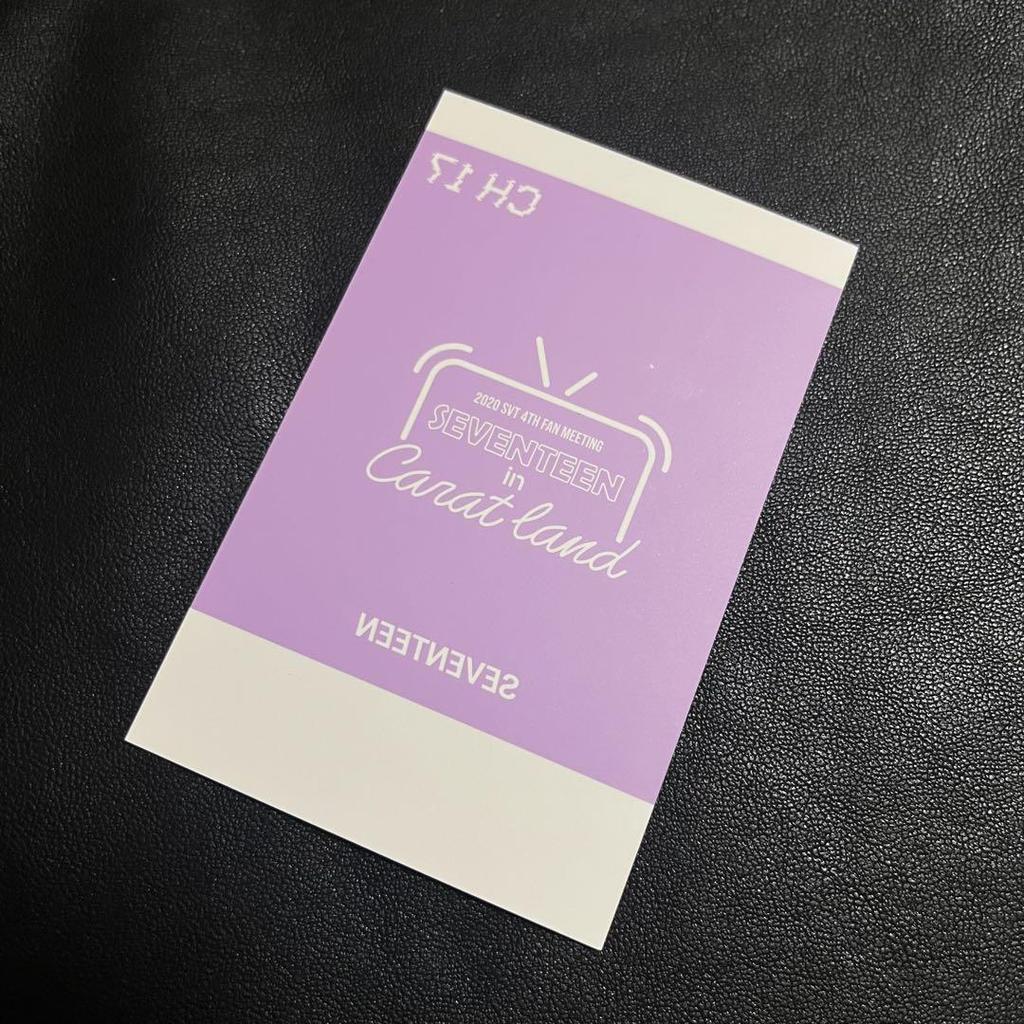 CH 17
2020 SVT 4TH FAN MEETING
SEVENTEEN
in
Carat land
SEVENTEEN